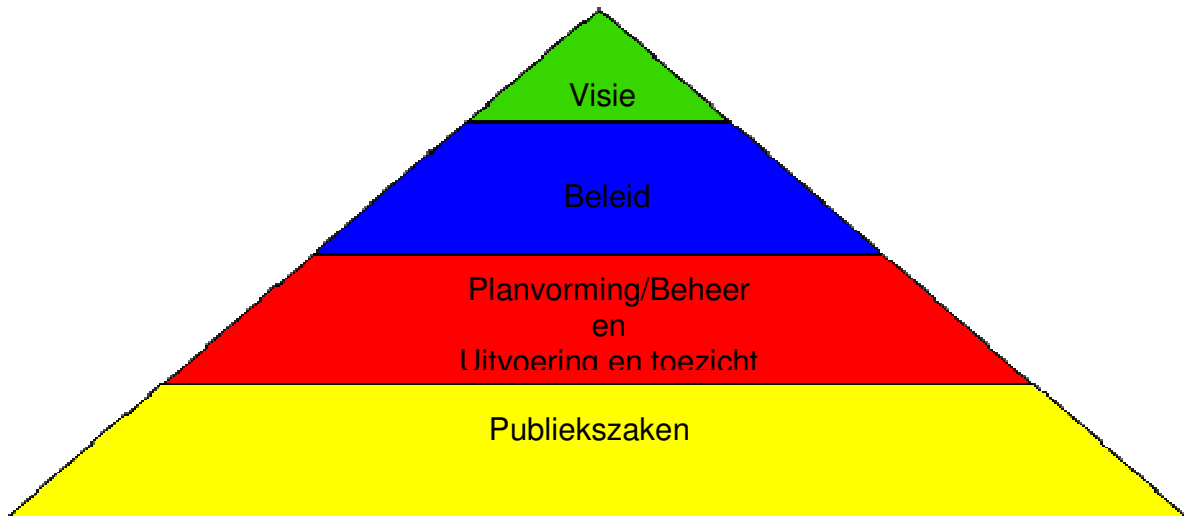 Visie
Beleid
Planvorming/Beheer
en
Uitvoering en toezicht
Publiekszaken